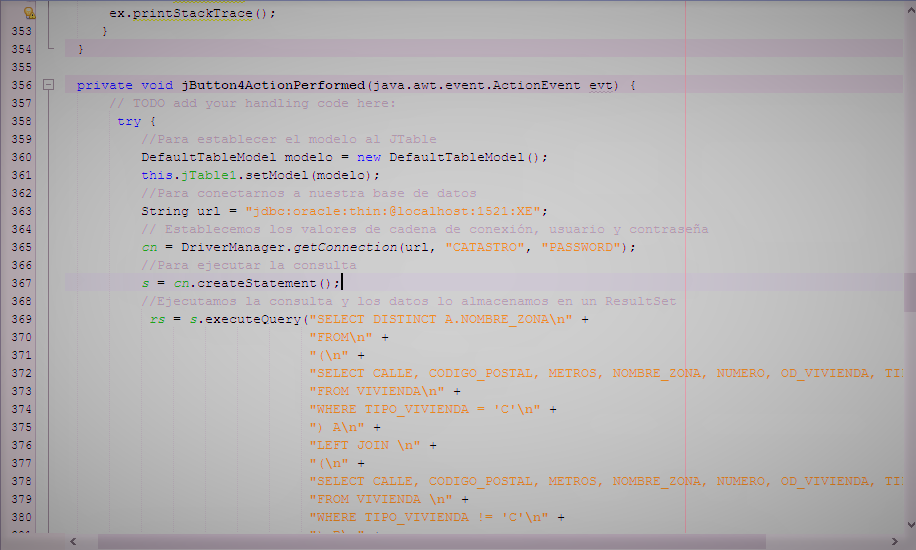 ex.printStackTrace();
353 }
354 }
355
356 private void jButton4ActionPerformed(java.awt.event.ActionEvent evt) {
357 // TODO add your handling code here:
358 try {
359 //Para establecer el modelo al JTable
360 DefaultTableModel modelo = new DefaultTableModel();
361 this.jTable1.setModel(modelo);
362 //Para conectarnos a nuestra base de datos
363 String url = "jdbc:oracle:thin:@localhost:1521:XE";
364 // Establecemos los valores de cadena de conexión, usuario y contraseña
365 cn = DriverManager.getConnection(url, "CATASTRO", "PASSWORD");
366 //Para ejecutar la consulta
367 s = cn.createStatement();
368 //Ejecutamos la consulta y los datos lo almacenamos en un ResultSet
369 rs = s.executeQuery("SELECT DISTINCT A.NOMBRE_ZONA\n" +
370 "FROM\n" +
371 "(\n" +
372 "SELECT CALLE, CODIGO_POSTAL, METROS, NOMBRE_ZONA, NUMERO, OD_VIVIENDA, TI
373 "FROM VIVIENDA\n" +
374 "WHERE TIPO_VIVIENDA = 'C'\n" +
375 ") A\n" +
376 "LEFT JOIN \n" +
377 "(\n" +
378 "SELECT CALLE, CODIGO_POSTAL, METROS, NOMBRE_ZONA, NUMERO, OD_VIVIENDA, TI
379 "FROM VIVIENDA \n" +
380 "WHERE TIPO_VIVIENDA != 'C'\n" +